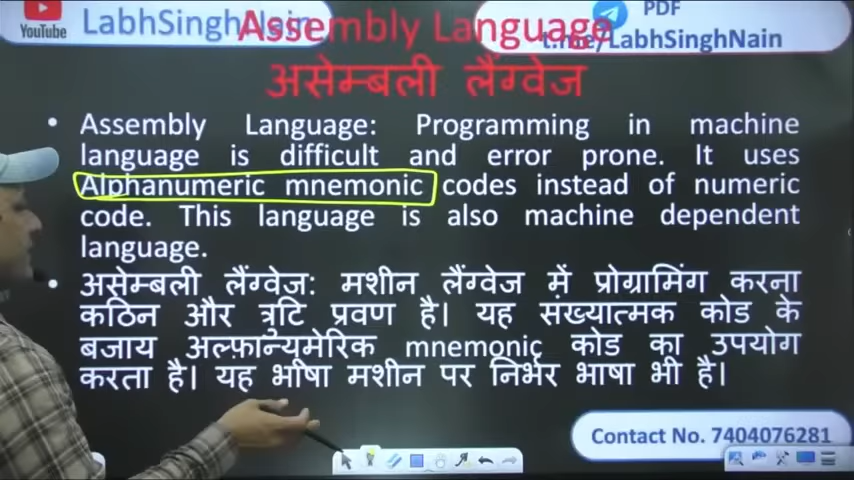 YouTube
LabhSinghNain
PDF
t.me/LabhSinghNain
Assembly Language
असेम्बली लैंग्वेज
• Assembly Language: Programming in machine
language is difficult and error prone. It uses
Alphanumeric mnemonic codes instead of numeric
code. This language is also machine dependent
language.
• असेम्बली लैंग्वेज: मशीन लैंग्वेज में प्रोग्रामिंग करना
कठिन और त्रुटि प्रवण है। यह संख्यात्मक कोड के
बजाय अल्फ़ान्यूमेरिक mnemonic कोड का उपयोग
करता है। यह भाषा मशीन पर निर्भर भाषा भी है।
Contact No. 7404076281